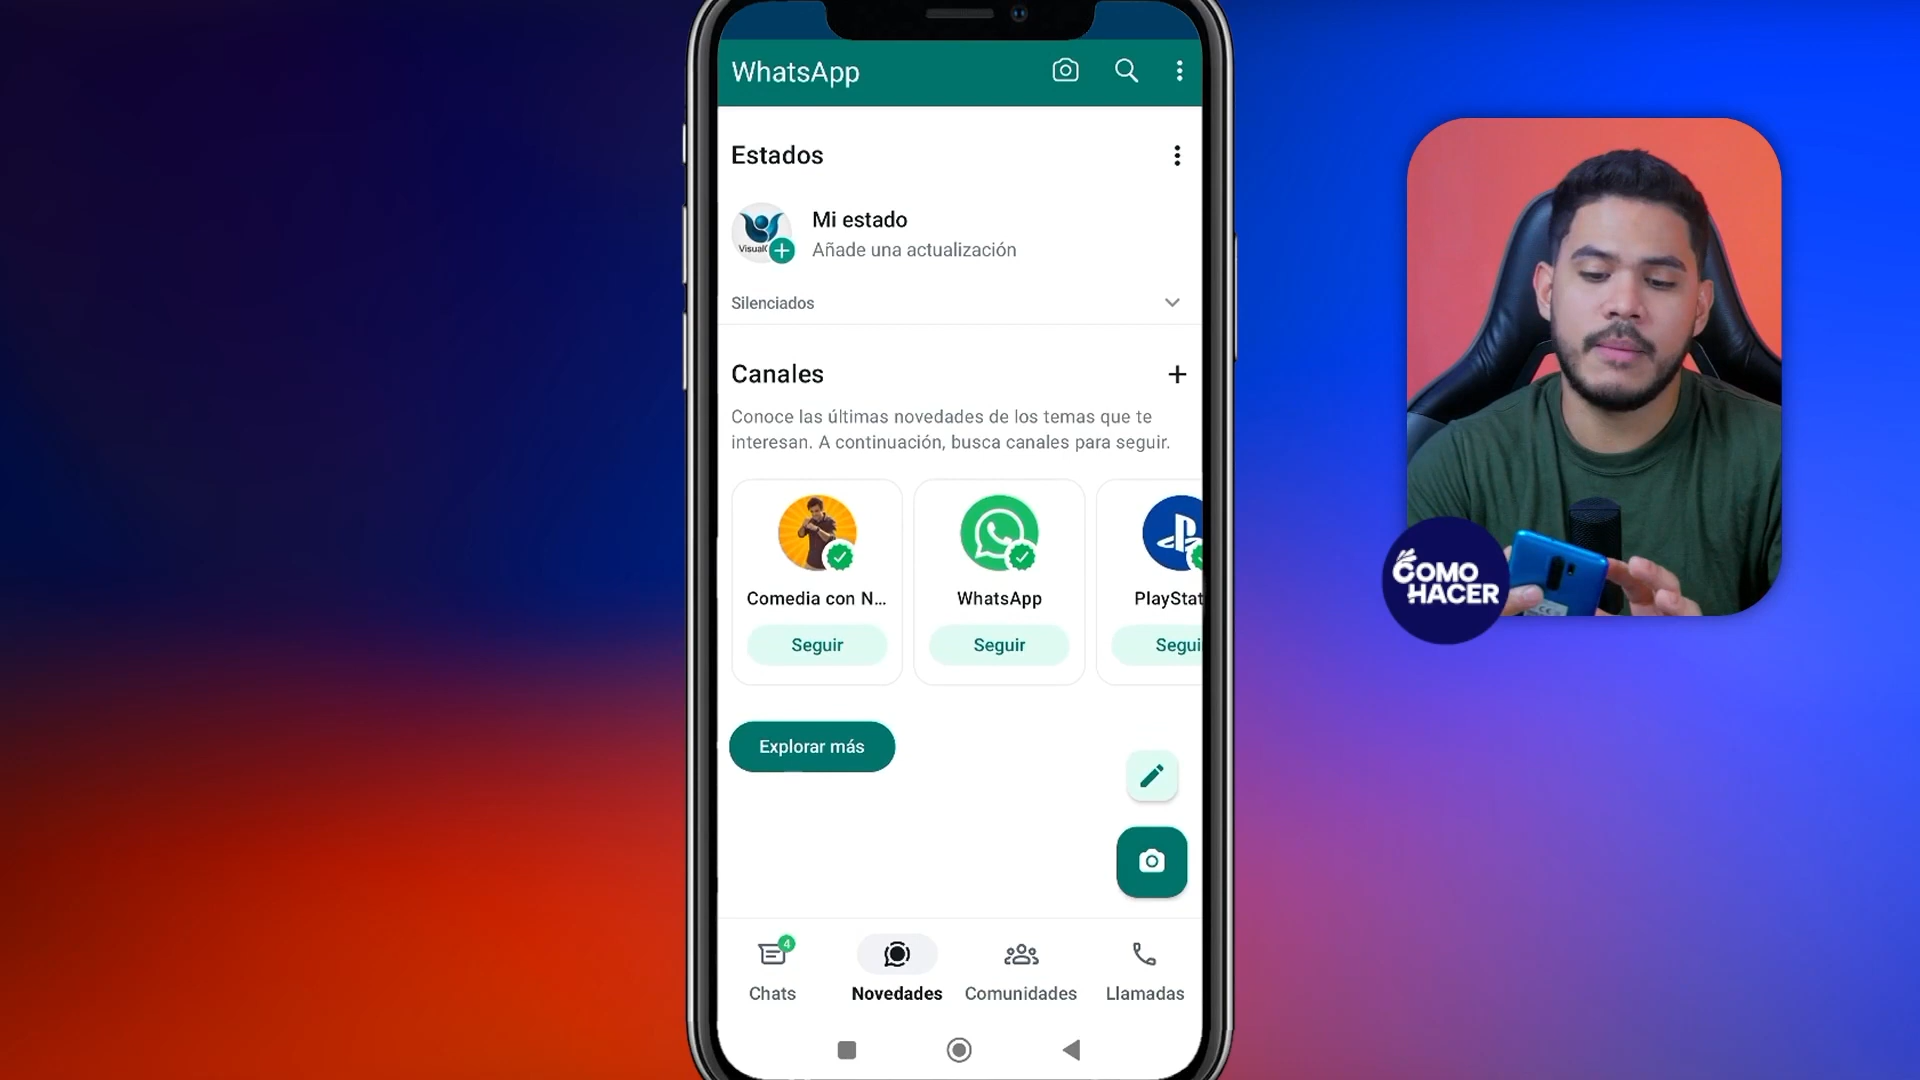 WhatsApp
Estados
Mi estado
Añade una actualización
Silenciados
Canales
Conoce las últimas novedades de los temas que te
interesan. A continuación, busca canales para seguir.
Comedia con N...
WhatsApp
PlayStat
Seguir
Seguir
Segui
Explorar más
4
Chats
Novedades
Comunidades
Llamadas
COMO
HACER